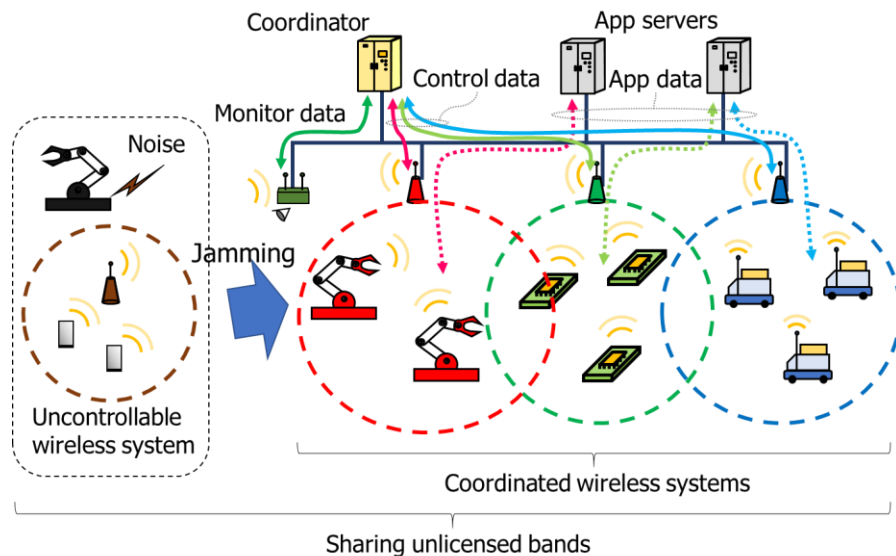 Coordinator
App servers
Control data
App data
Monitor data
Noise
Jamming
Uncontrollable
wireless system
Coordinated wireless systems
Sharing unlicensed bands